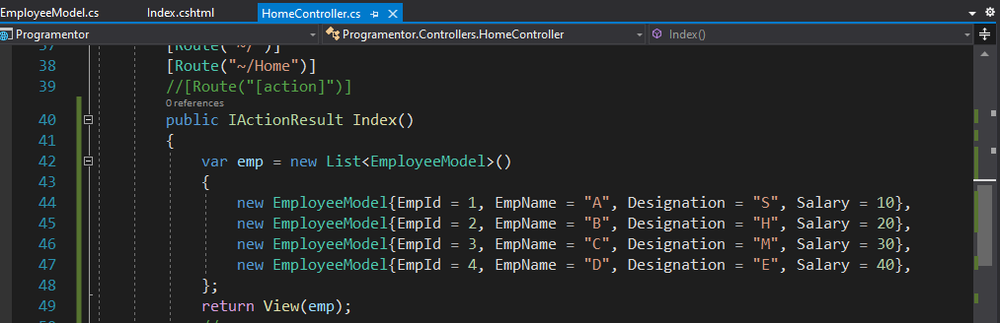 EmployeeModel.cs Index.cshtml HomeController.cs
Programentor Programentor.Controllers.HomeController Index()
37 [Route("~/")]
38 [Route("~/Home")]
39 //[Route("[action]")]
0 references
40 public IActionResult Index()
41 {
42 var emp = new List<EmployeeModel>()
43 {
44 new EmployeeModel{EmpId = 1, EmpName = "A", Designation = "S", Salary = 10},
45 new EmployeeModel{EmpId = 2, EmpName = "B", Designation = "H", Salary = 20},
46 new EmployeeModel{EmpId = 3, EmpName = "C", Designation = "M", Salary = 30},
47 new EmployeeModel{EmpId = 4, EmpName = "D", Designation = "E", Salary = 40},
48 };
49 return View(emp);